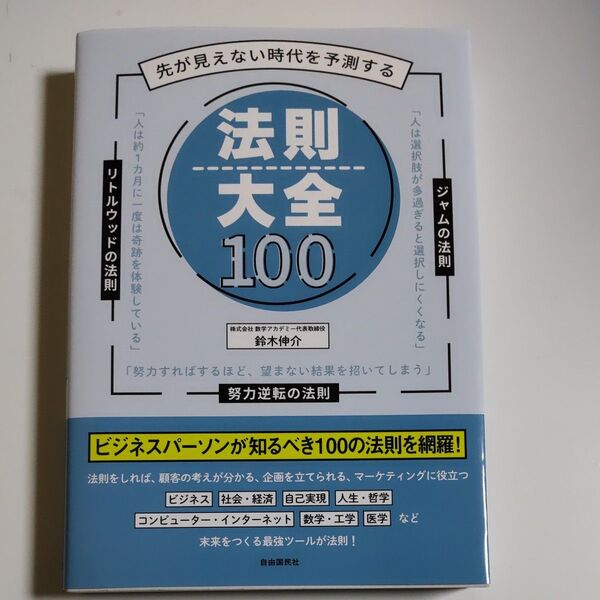 先が見えない時代を予測する
法則
大全
100
「人は選択肢が多過ぎると選択しにくくなる」
ジャムの法則
「人は約1カ月に一度は奇跡を体験している」
リトルウッドの法則
株式会社 数学アカデミー代表取締役
鈴木伸介
「努力すればするほど、望まない結果を招いてしまう」
努力逆転の法則
ビジネスパーソンが知るべき100の法則を網羅!
法則をしれば、顧客の考えが分かる、企画を立てられる、マーケティングに役立つ
ビジネス 社会・経済 自己実現 人生・哲学
コンピューター・インターネット 数学・工学 医学 など
未来をつくる最強ツールが法則!
自由国民社